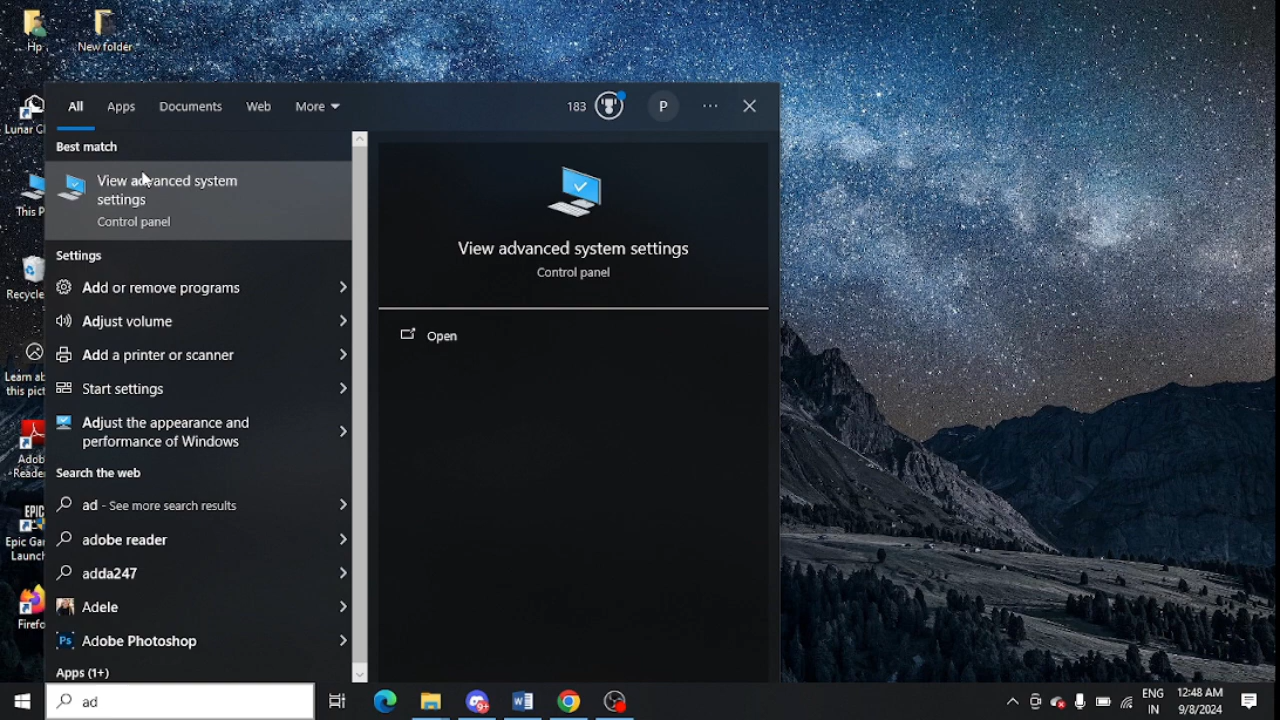 Hp
New folder
Lunar Cl
This P
Recycle
Learn ab
this pict
Adob
Reade
EPIC
Epic Gar
Launch
Firefo
All
Apps
Documents
Web
More
183
P
Best match
View advanced system
settings
Control panel
Settings
Add or remove programs
Adjust volume
Add a printer or scanner
Start settings
Adjust the appearance and
performance of Windows
Search the web
ad - See more search results
adobe reader
adda247
Adele
Ps Adobe Photoshop
Apps (1+)
View advanced system settings
Control panel
Open
ad
ENG
IN
12:48 AM
9/8/2024